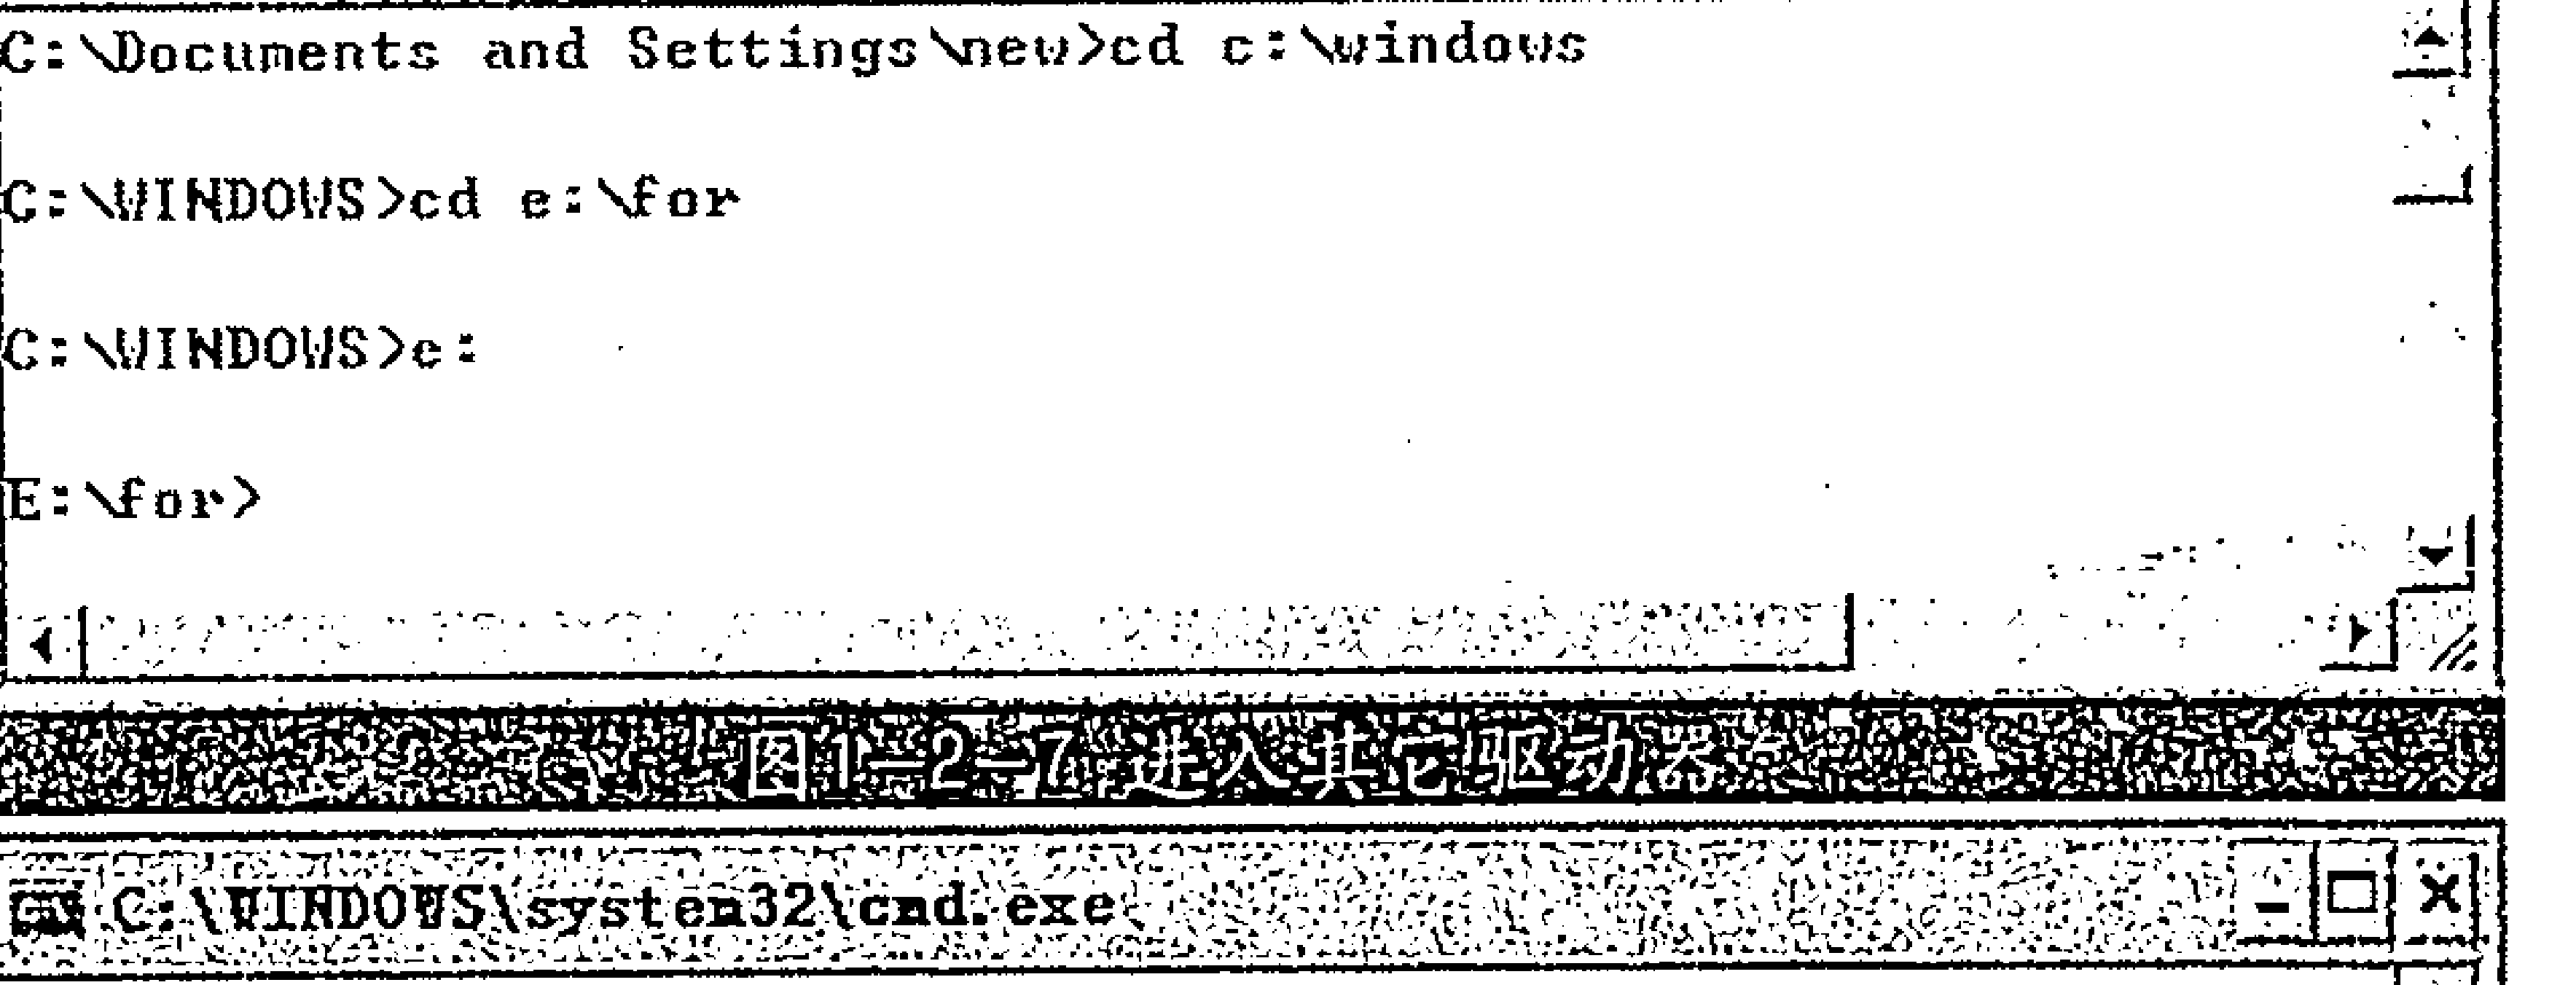 C:\Documents and Settings\new>cd c:\windows
C:\WINDOWS>cd e:\for
C:\WINDOWS>e:
E:\for>
图1-2-7 进入其它驱动器
C:\WINDOWS\system32\cmd.exe